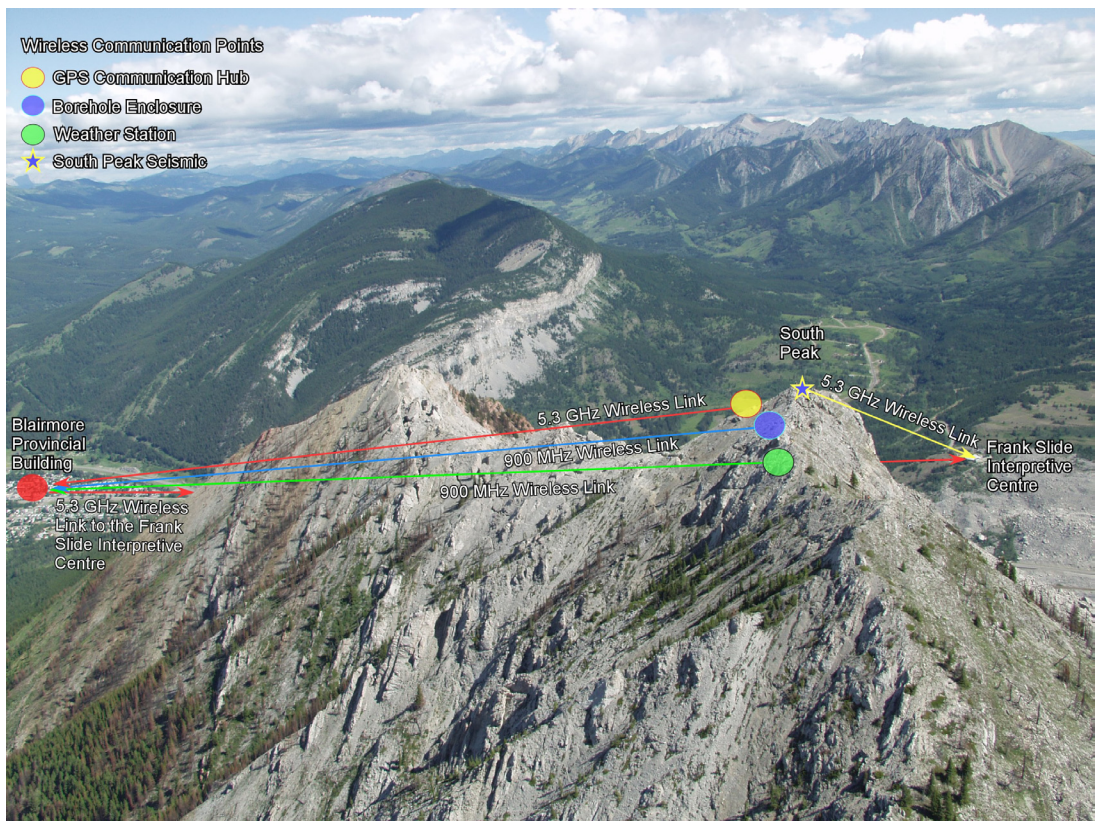 Wireless Communication Points
GPS Communication Hub
Borehole Enclosure
Weather Station
South Peak Seismic
South
Peak
5.3 GHz Wireless Link
5.3 GHz Wireless Link
900 MHz Wireless Link
900 MHz Wireless Link
Blairmore
Provincial
Building
Frank Slide
Interpretive
Centre
5.3 GHz Wireless
Link to the Frank
Slide Interpretive
Centre